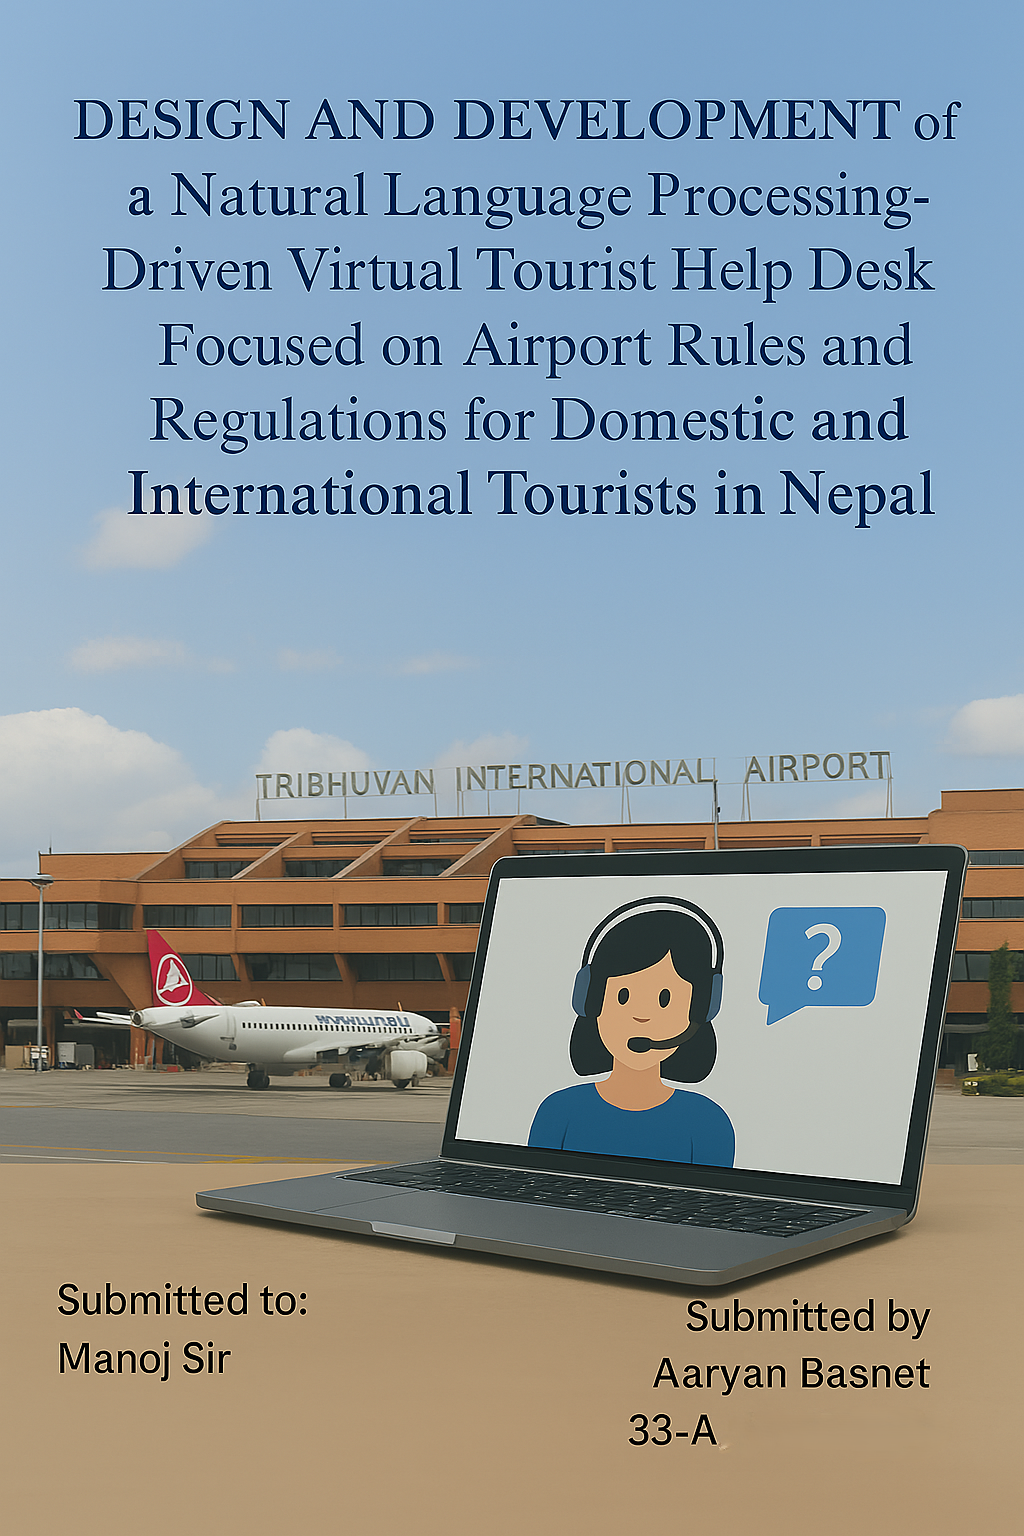 DESIGN AND DEVELOPMENT of
a Natural Language Processing-
Driven Virtual Tourist Help Desk
Focused on Airport Rules and
Regulations for Domestic and
International Tourists in Nepal
TRIBHUVAN INTERNATIONAL AIRPORT
?
Submitted to:
Manoj Sir
Submitted by
Aaryan Basnet
33-A